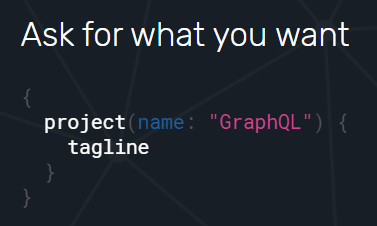 Ask for what you want
{
  project(name: "GraphQL") {
    tagline
  }
}